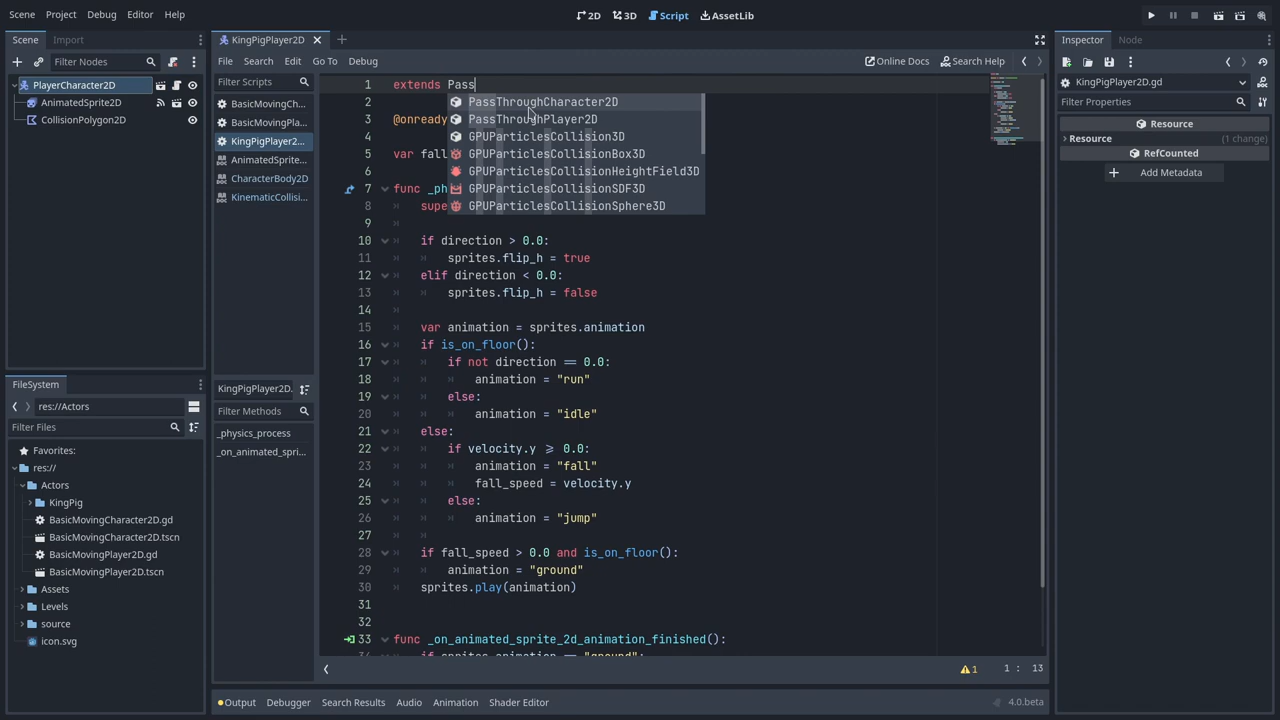 Scene Project Debug Editor Help
2D 3D Script AssetLib
Scene Import
Filter Nodes
PlayerCharacter2D
AnimatedSprite2D
CollisionPolygon2D
FileSystem
res://Actors
Filter Files
Favorites:
res://
Actors
KingPig
BasicMovingCharacter2D.gd
BasicMovingCharacter2D.tscn
BasicMovingPlayer2D.gd
BasicMovingPlayer2D.tscn
Assets
Levels
source
icon.svg
KingPigPlayer2D
File Search Edit Go To Debug
Online Docs Search Help
Filter Scripts
BasicMovingCh...
BasicMovingPla...
KingPigPlayer2...
AnimatedSprite...
CharacterBody2D
KinematicCollisi...
KingPigPlayer2D.
Filter Methods
_physics_process
_on_animated_spri...
1 extends Pass
2
3 @onready
4
5 var fall
6
7 func _ph
8 supe
9
10 if direction > 0.0:
11 sprites.flip_h = true
12 elif direction < 0.0:
13 sprites.flip_h = false
14
15 var animation = sprites.animation
16 if is_on_floor():
17 if not direction == 0.0:
18 animation = "run"
19 else:
20 animation = "idle"
21 else:
22 if velocity.y >= 0.0:
23 animation = "fall"
24 fall_speed = velocity.y
25 else:
26 animation = "jump"
27
28 if fall_speed > 0.0 and is_on_floor():
29 animation = "ground"
30 sprites.play(animation)
31
32
33 func _on_animated_sprite_2d_animation_finished():
34 if sprites.animation == "ground":
PassThroughCharacter2D
PassThroughPlayer2D
GPUParticlesCollision3D
GPUParticlesCollisionBox3D
GPUParticlesCollisionHeightField3D
GPUParticlesCollisionSDF3D
GPUParticlesCollisionSphere3D
1 1 : 13
Output Debugger Search Results Audio Animation Shader Editor
4.0.beta
Inspector Node
KingPigPlayer2D.gd
Filter Properties
Resource
Resource (1 change)
RefCounted
Add Metadata